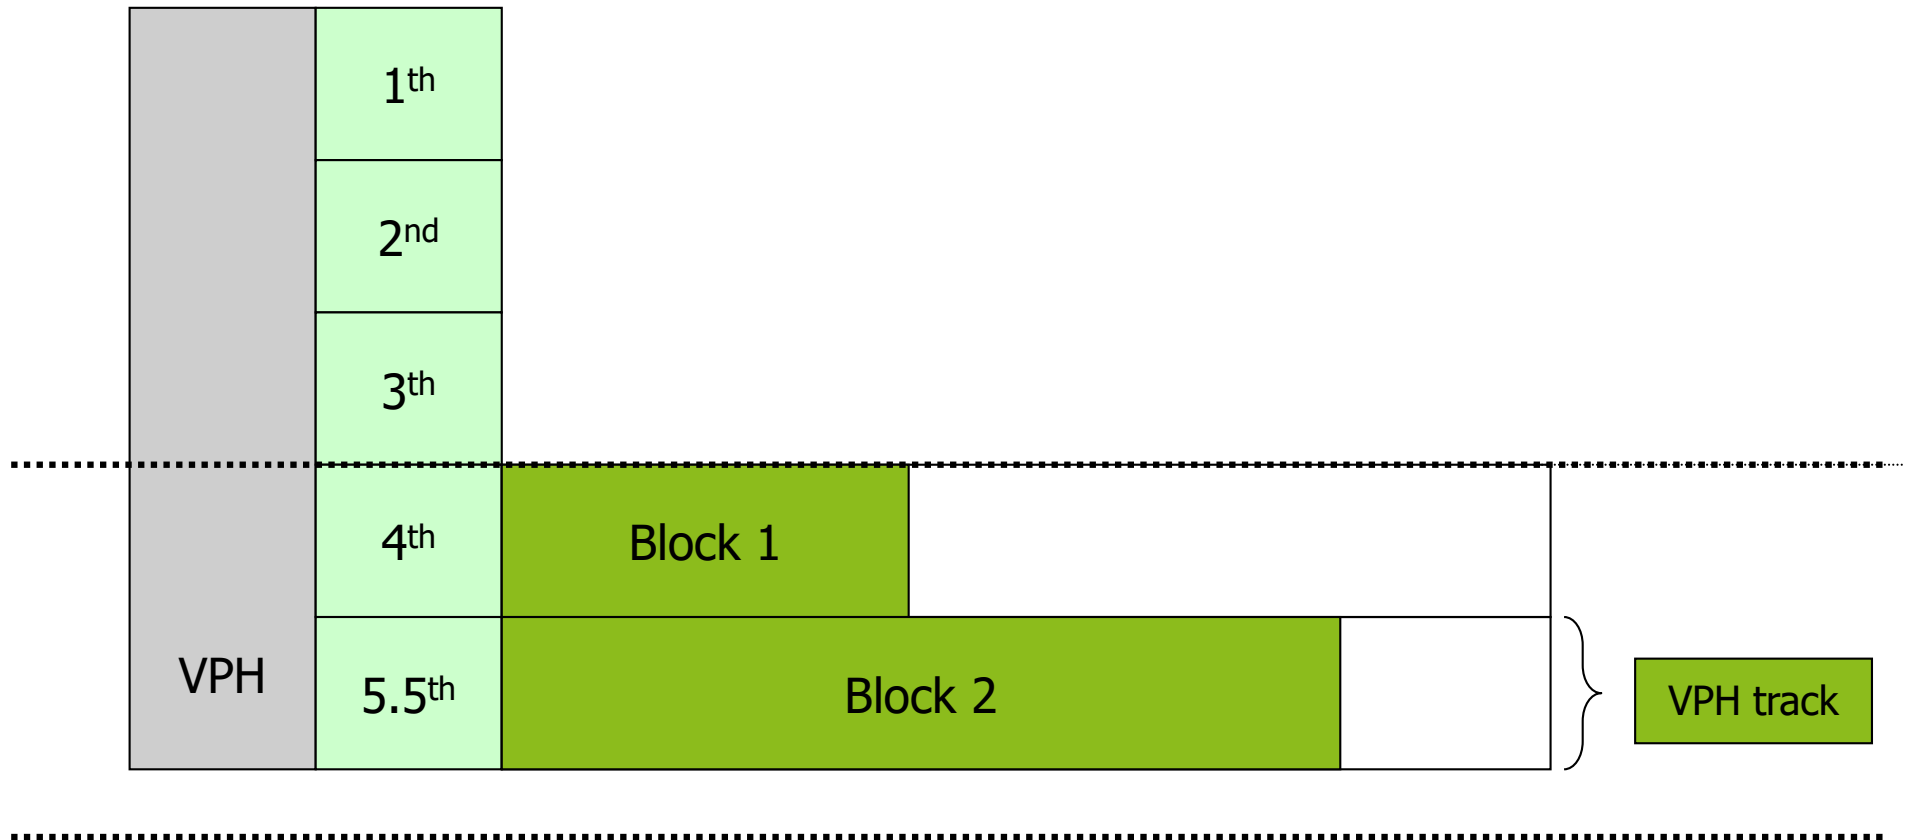 1th
2nd
3th
4th
Block 1
VPH
5.5th
Block 2
VPH track